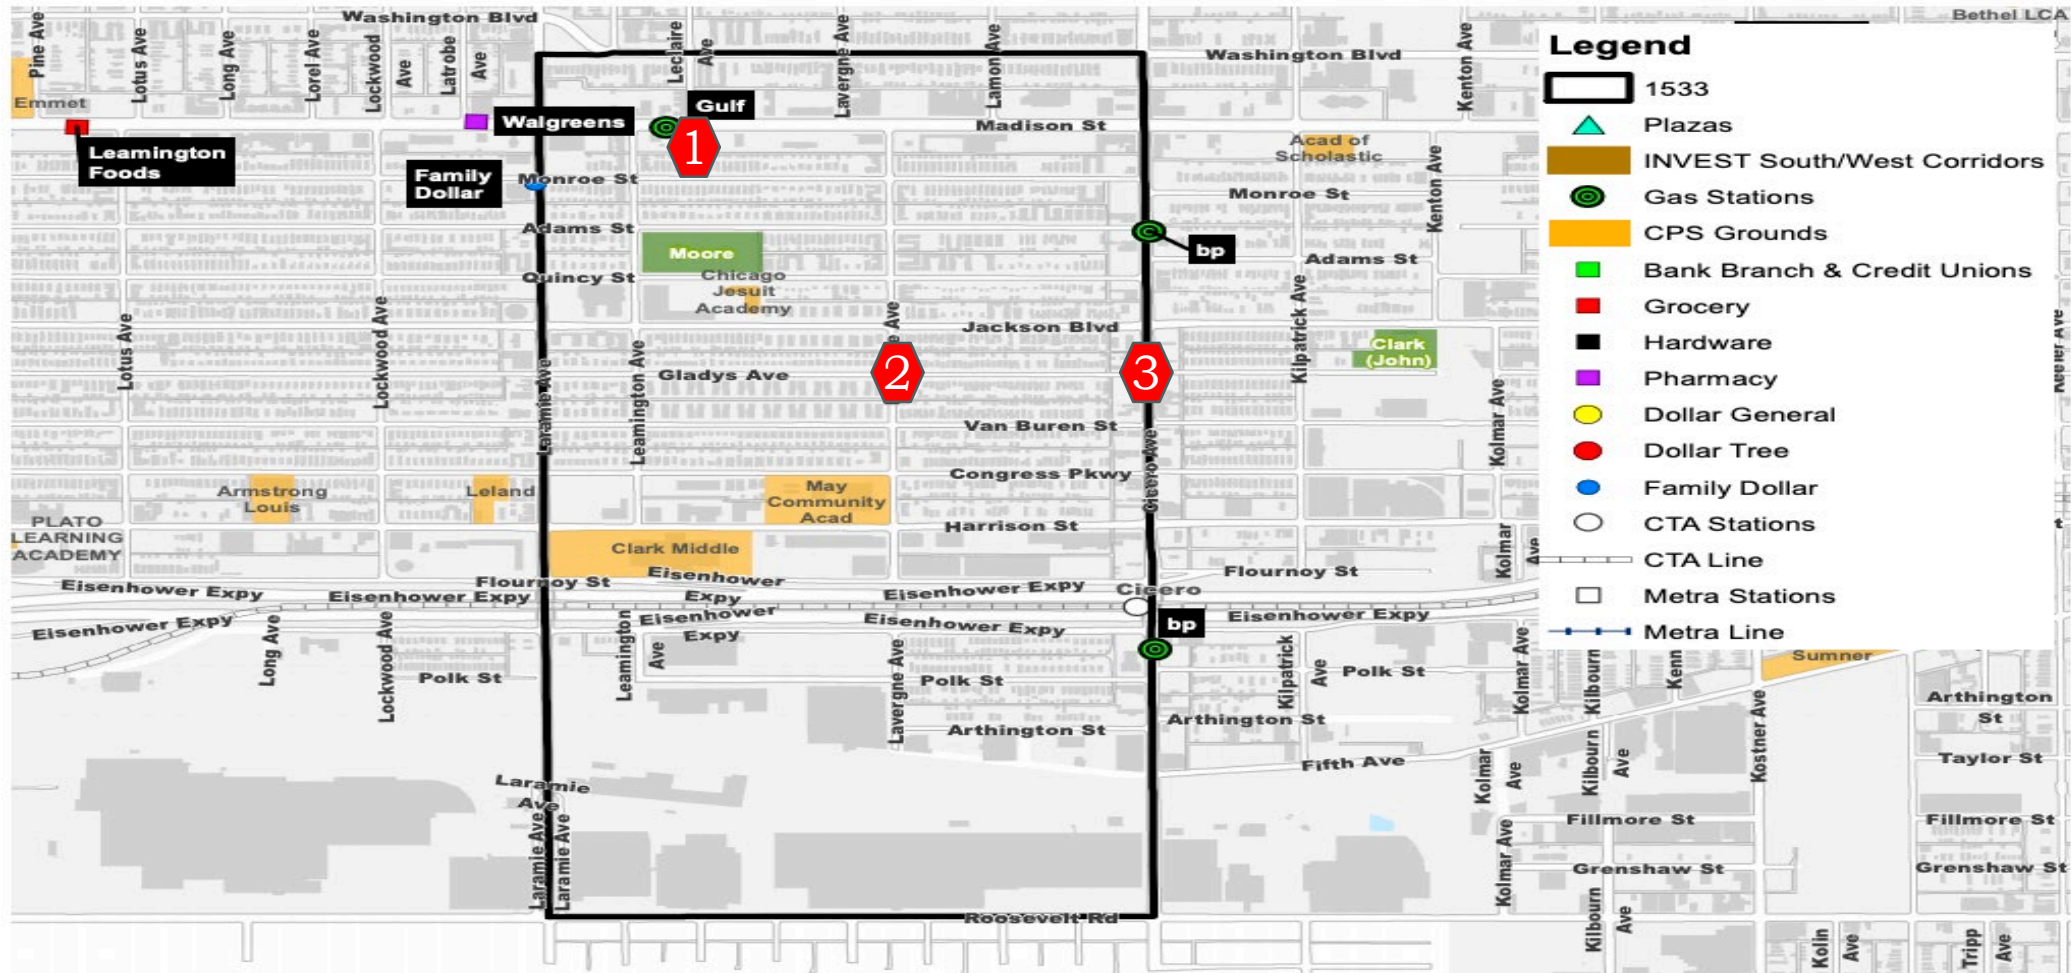 Washington Blvd
Bethel LCA
Pine Ave
Lotus Ave
Long Ave
Lorel Ave
Lockwood
Ave
Latrobe
Ave
Leclaire
Ave
Lavergne Ave
Lamon Ave
Washington Blvd
Kenton Ave
Emmet
Walgreens
Gulf
Madison St
1
Leamington
Foods
Family
Dollar
Monroe St
Acad of
Scholastic
Monroe St
Kenton Ave
Adams St
Moore
bp
Adams St
Quincy St
Chicago
Jesuit
Academy
Jackson Blvd
Lotus Ave
Lockwood Ave
Laramie Ave
Leamington Ave
Gladys Ave
2
Ave
3
Kilpatrick Ave
Clark
(John)
Kolmar Ave
Van Buren St
Congress Pkwy
Cicero Ave
Armstrong
Louis
Leland
May
Community
Acad
Harrison St
PLATO
LEARNING
ACADEMY
Clark Middle
Kolmar
Ave
Flournoy St
Flournoy St
Eisenhower Expy
Eisenhower Expy
Eisenhower
Expy
Eisenhower Expy
Cicero
Eisenhower Expy
Eisenhower
Expy
Eisenhower Expy
Eisenhower Expy
bp
Long Ave
Lockwood Ave
Polk St
Leamington
Ave
Lavergne Ave
Polk St
Arthington St
Kilpatrick
Ave
Polk St
Arthington St
Kolmar Ave
Kilbourn
Kenn
Sumner
Arthington
St
Fifth Ave
Kolmar
Ave
Kilbourn
Ave
Kostner Ave
Taylor St
Laramie
Ave
Laramie Ave
Laramie Ave
Kolmar Ave
Fillmore St
Fillmore St
Grenshaw St
Grenshaw St
Roosevelt Rd
Kilbourn
Ave
Kolin
Ave
Tripp
Ave
Keeler Ave
Legend
1533
Plazas
INVEST South/West Corridors
Gas Stations
CPS Grounds
Bank Branch & Credit Unions
Grocery
Hardware
Pharmacy
Dollar General
Dollar Tree
Family Dollar
CTA Stations
CTA Line
Metra Stations
Metra Line